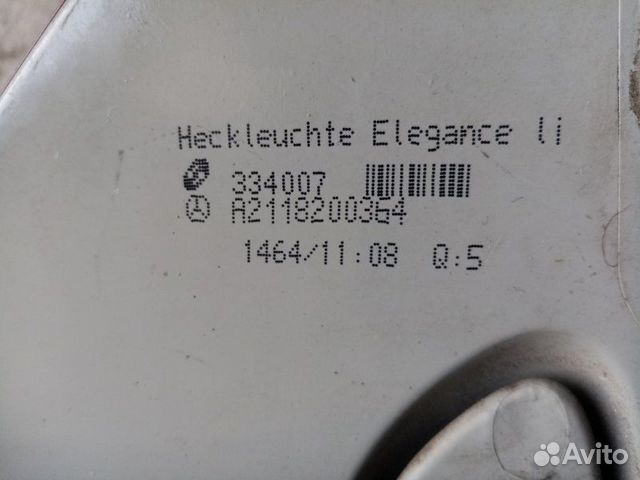 Heckleuchte Elegance li
334007
A2118200364
1464/11:08 Q:5
Avito